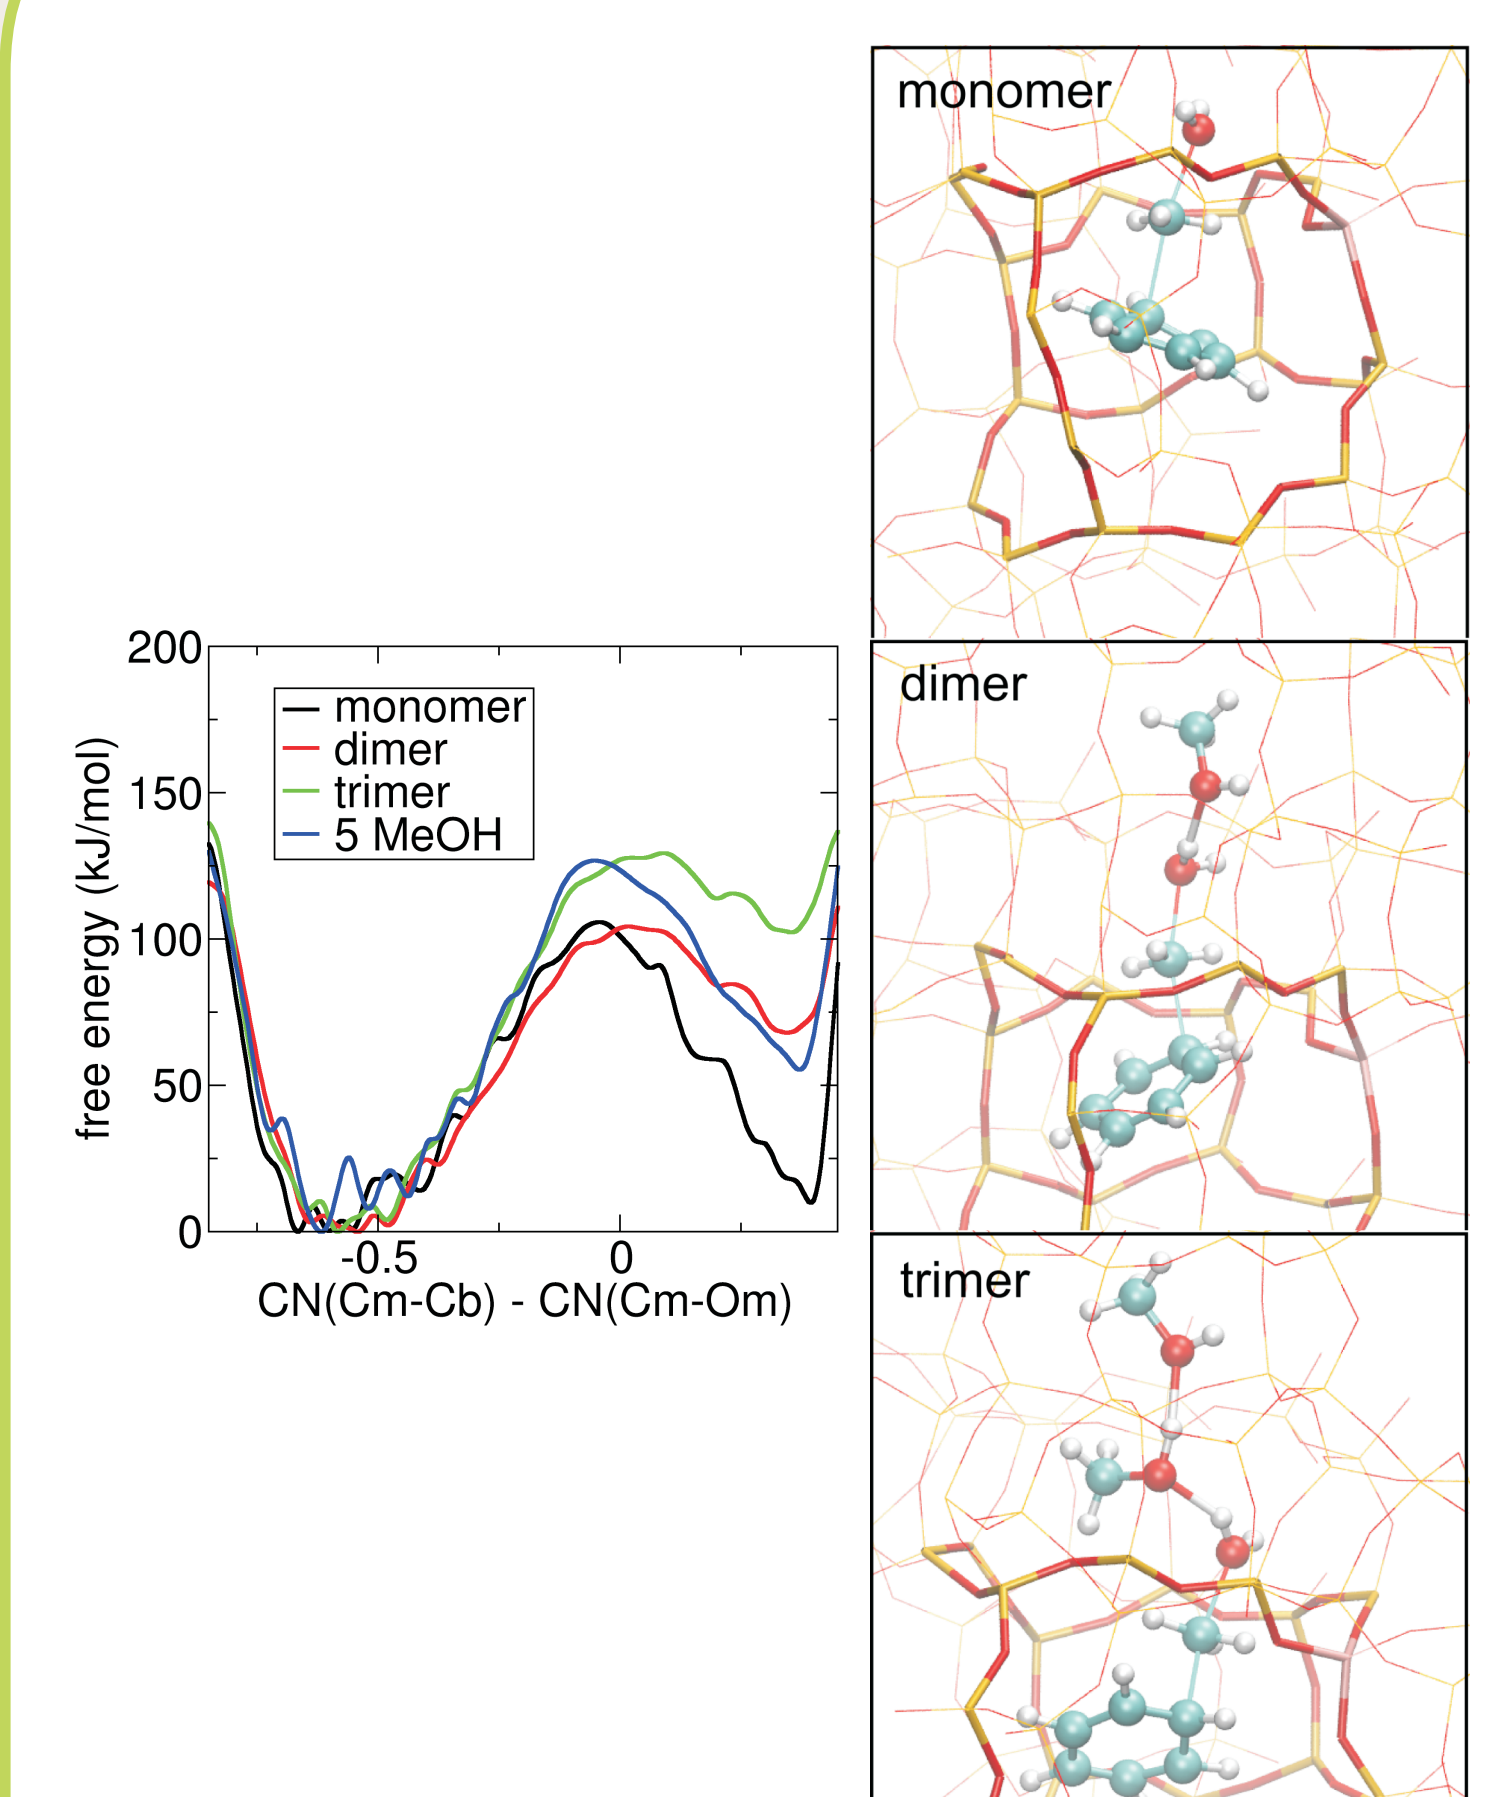 monomer
dimer
trimer
200
150
100
50
0
free energy (kJ/mol)
monomer
dimer
trimer
5 MeOH
-0.5
0
CN(Cm-Cb) - CN(Cm-Om)